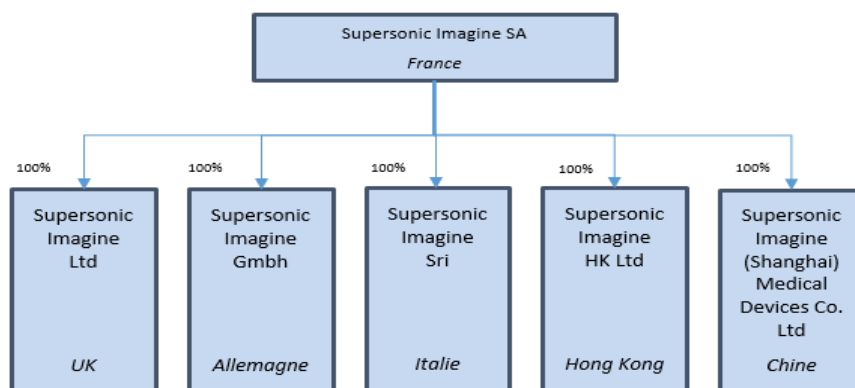 Supersonic Imagine SA
France
100%
100%
100%
100%
100%
Supersonic
Imagine
Ltd
UK
Supersonic
Imagine
Gmbh
Allemagne
Supersonic
Imagine
Sri
Italie
Supersonic
Imagine
HK Ltd
Hong Kong
Supersonic
Imagine
(Shanghai)
Medical
Devices Co.
Ltd
Chine